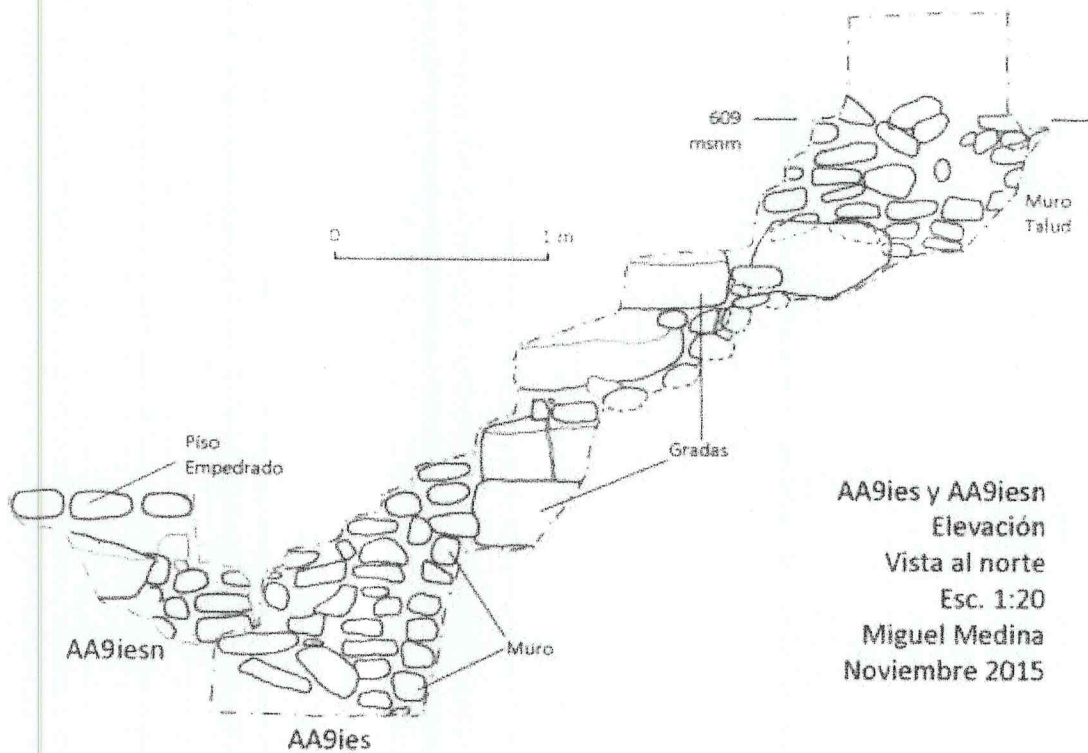 609
msnm
Muro
Talud
0
1 m
Piso
Empedrado
Gradas
AA9ies y AA9iesn
Elevación
Vista al norte
Esc. 1:20
Miguel Medina
Noviembre 2015
AA9iesn
Muro
AA9ies